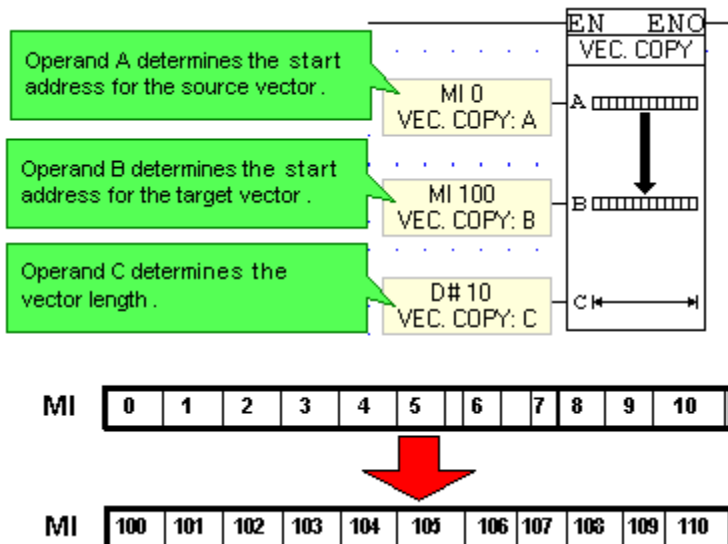 EN ENO
VEC. COPY
Operand A determines the start
address for the source vector .
MI 0
VEC. COPY: A
A
Operand B determines the start
address for the target vector .
MI 100
VEC. COPY: B
B
Operand C determines the
vector length .
D# 10
VEC. COPY: C
C
MI 0 1 2 3 4 5 6 7 8 9 10
MI 100 101 102 103 104 105 106 107 108 109 110